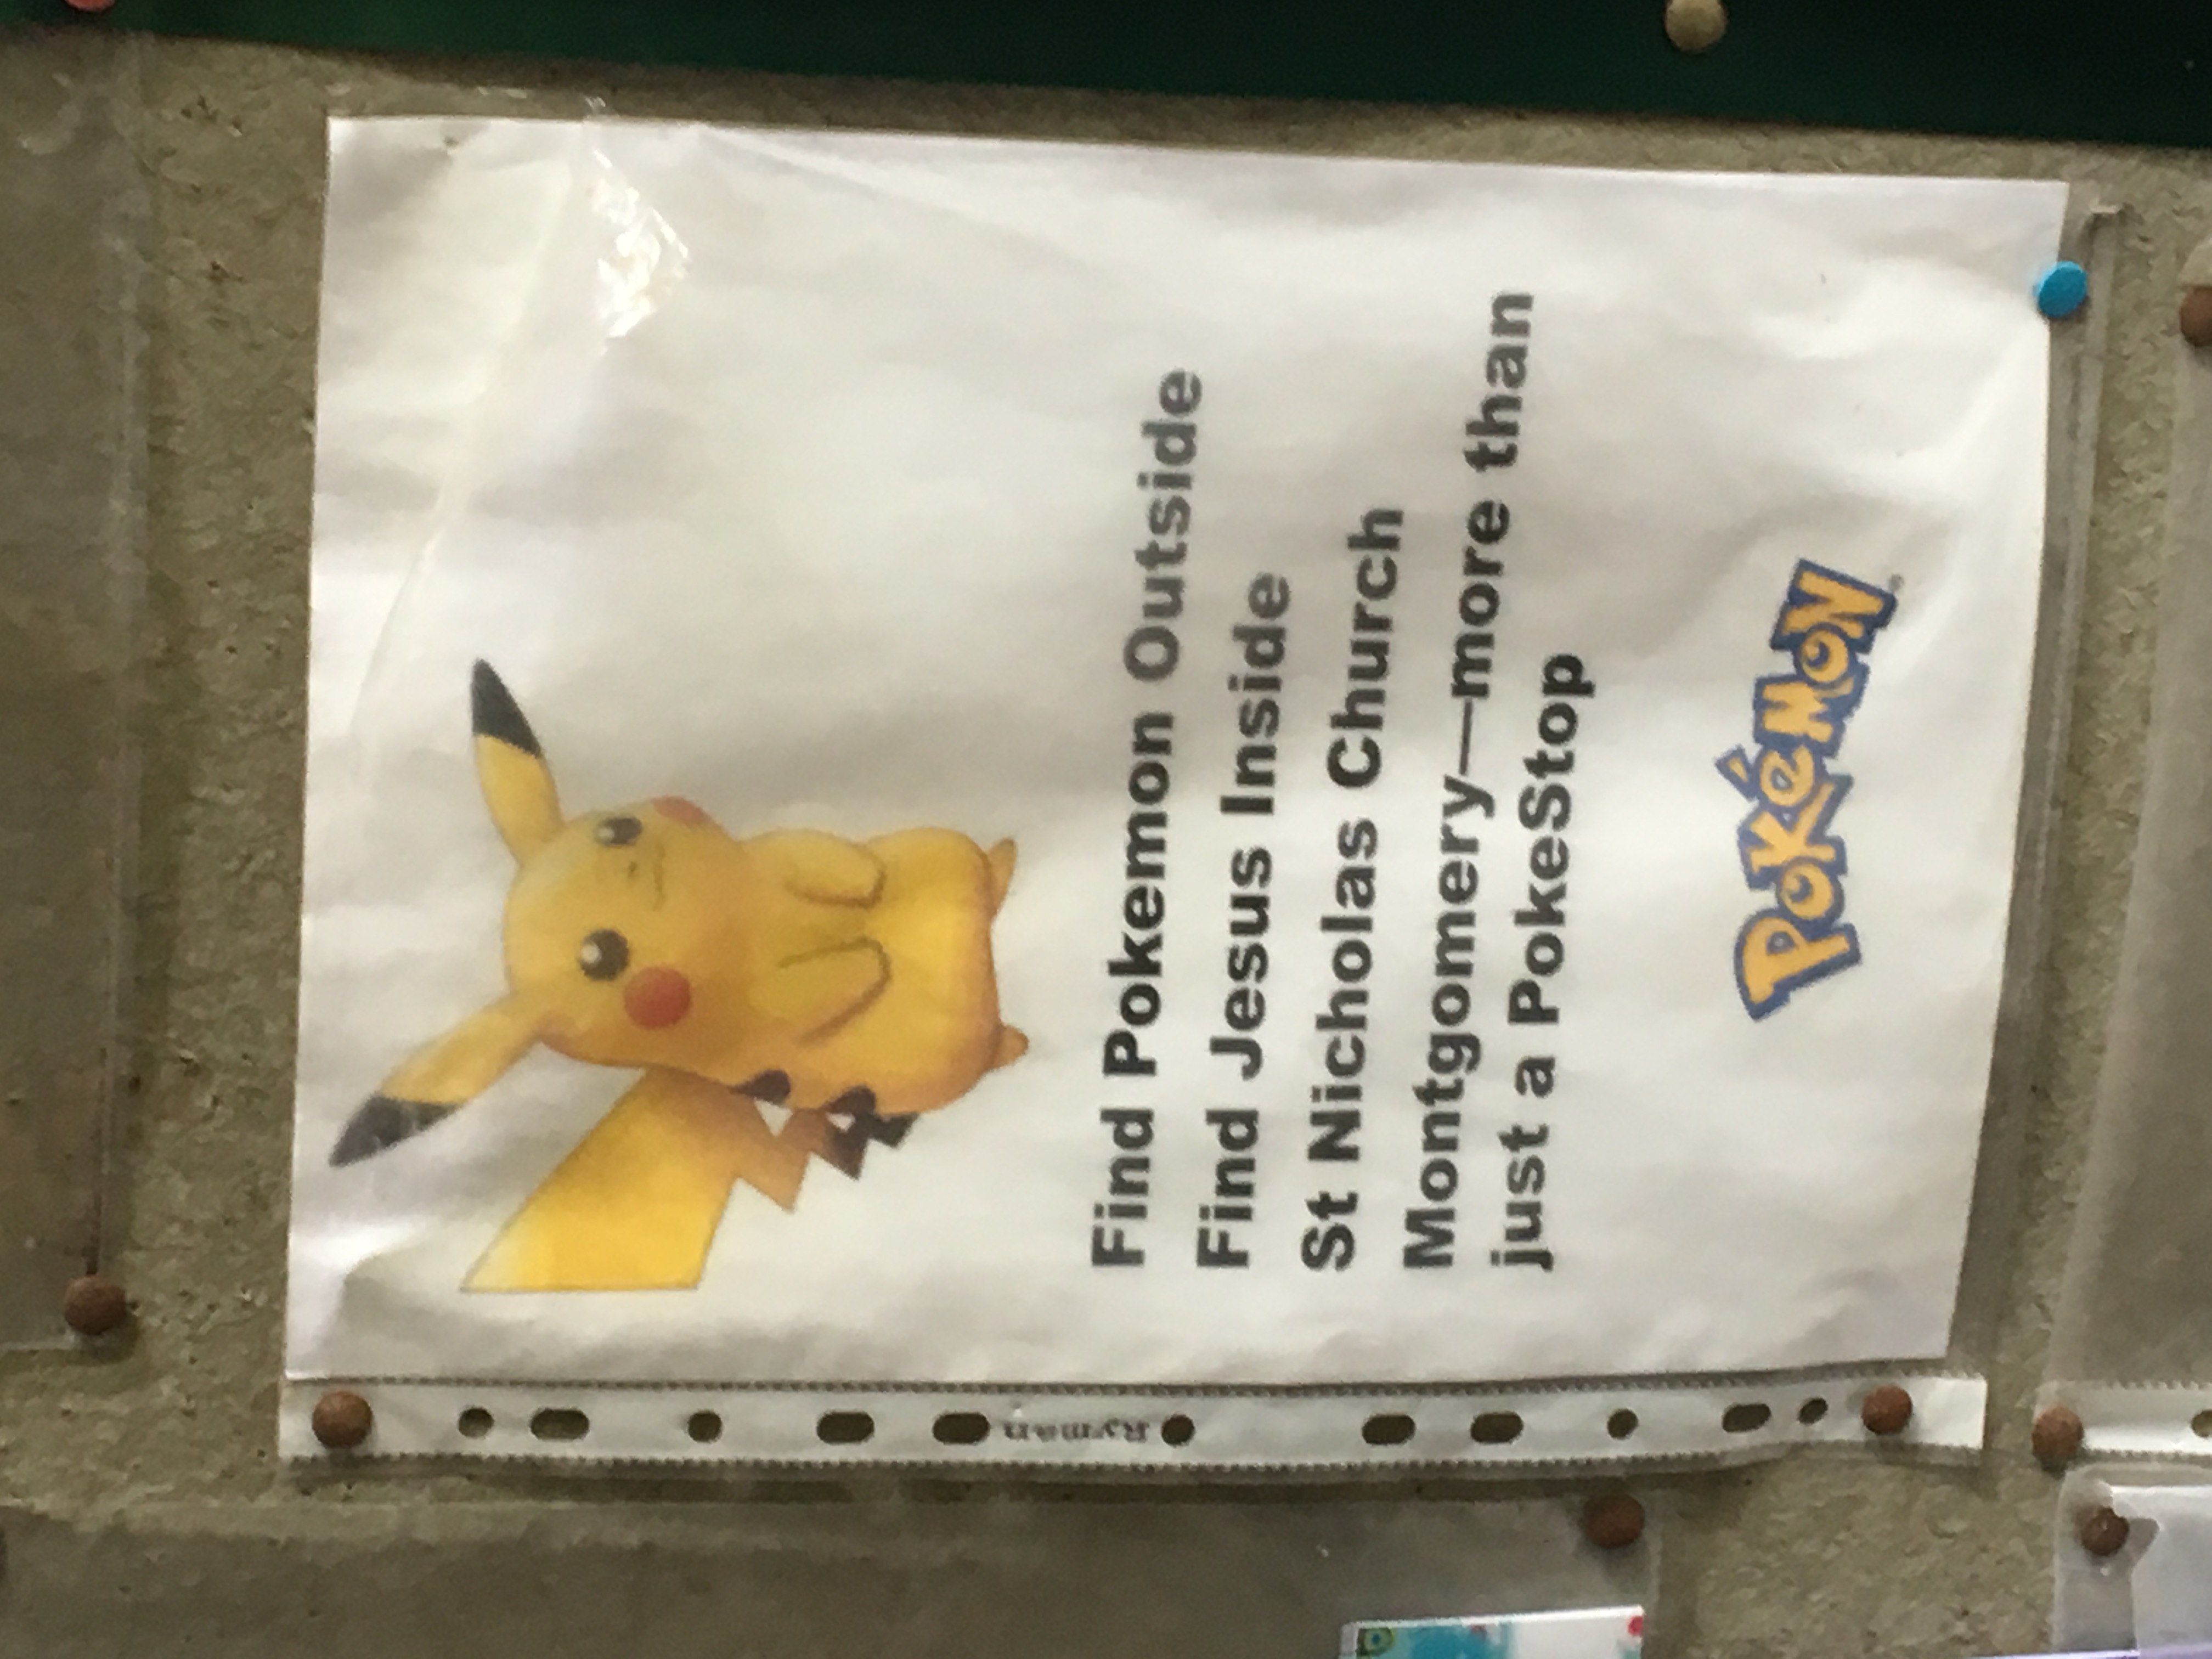 Find Pokemon Outside
Find Jesus Inside
St Nicholas Church
Montgomery—more than
just a PokeStop
POKéMON
Ryman